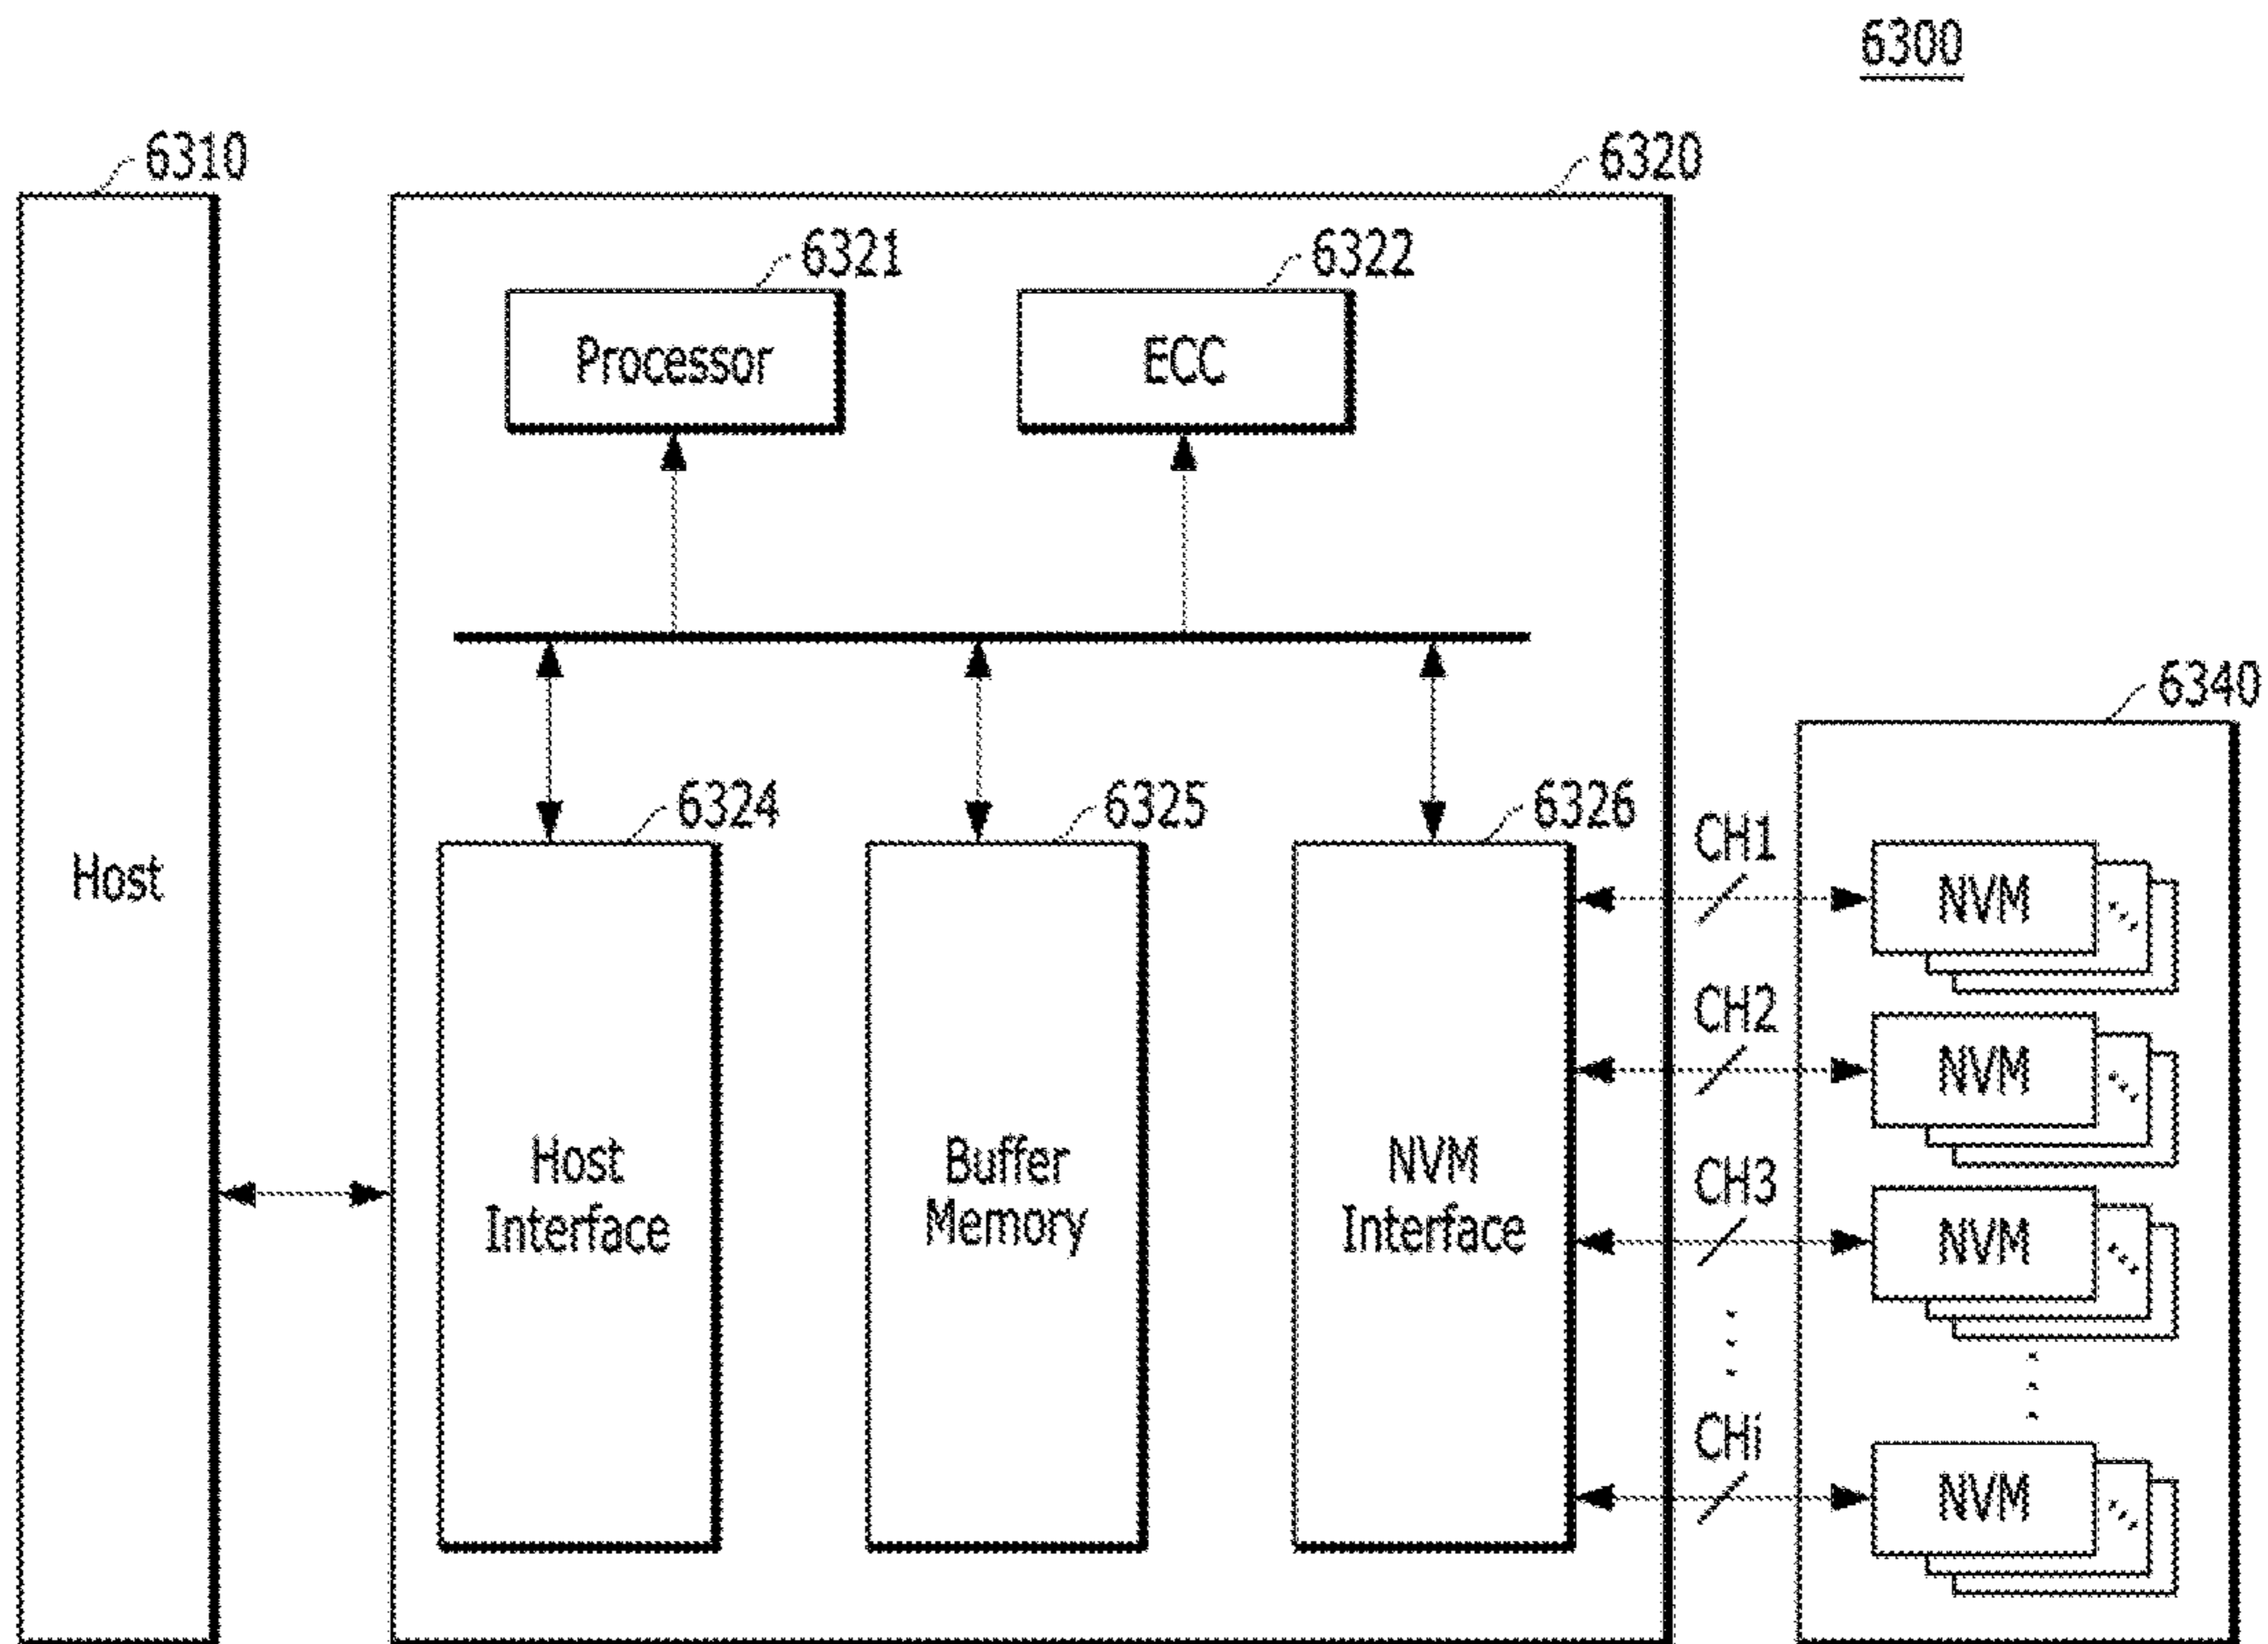 6300
6310
6320
6321
6322
Processor
ECC
6340
6324
6325
6326
CH1
Host
NVM
CH2
NVM
Host
Interface
Buffer
Memory
NVM
Interface
CH3
NVM
CHi
NVM